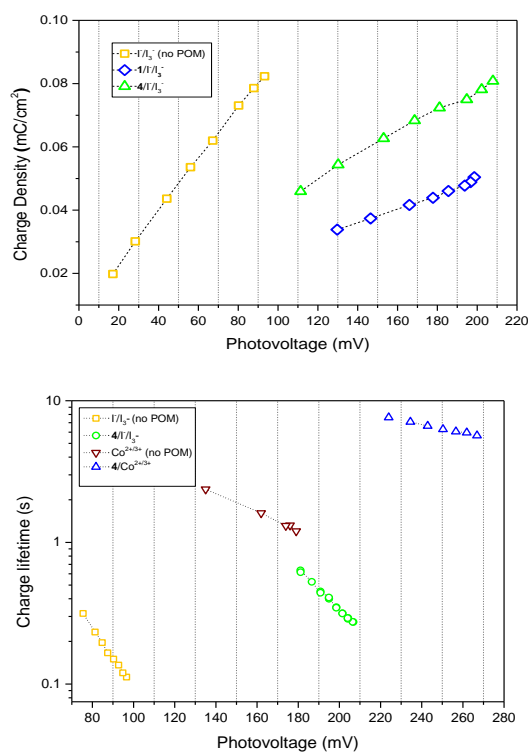 0.10
0.08
0.06
0.04
0.02
Charge Density (mC/cm²)
I⁻/I₃⁻ (no POM)
1/I⁻/I₃⁻
4/I⁻/I₃⁻
0 20 40 60 80 100 120 140 160 180 200 220
Photovoltage (mV)
10
1
0.1
Charge lifetime (s)
I⁻/I₃- (no POM)
4/I⁻/I₃-
Co²⁺/³⁺ (no POM)
4/Co²⁺/³⁺
80 100 120 140 160 180 200 220 240 260 280
Photovoltage (mV)